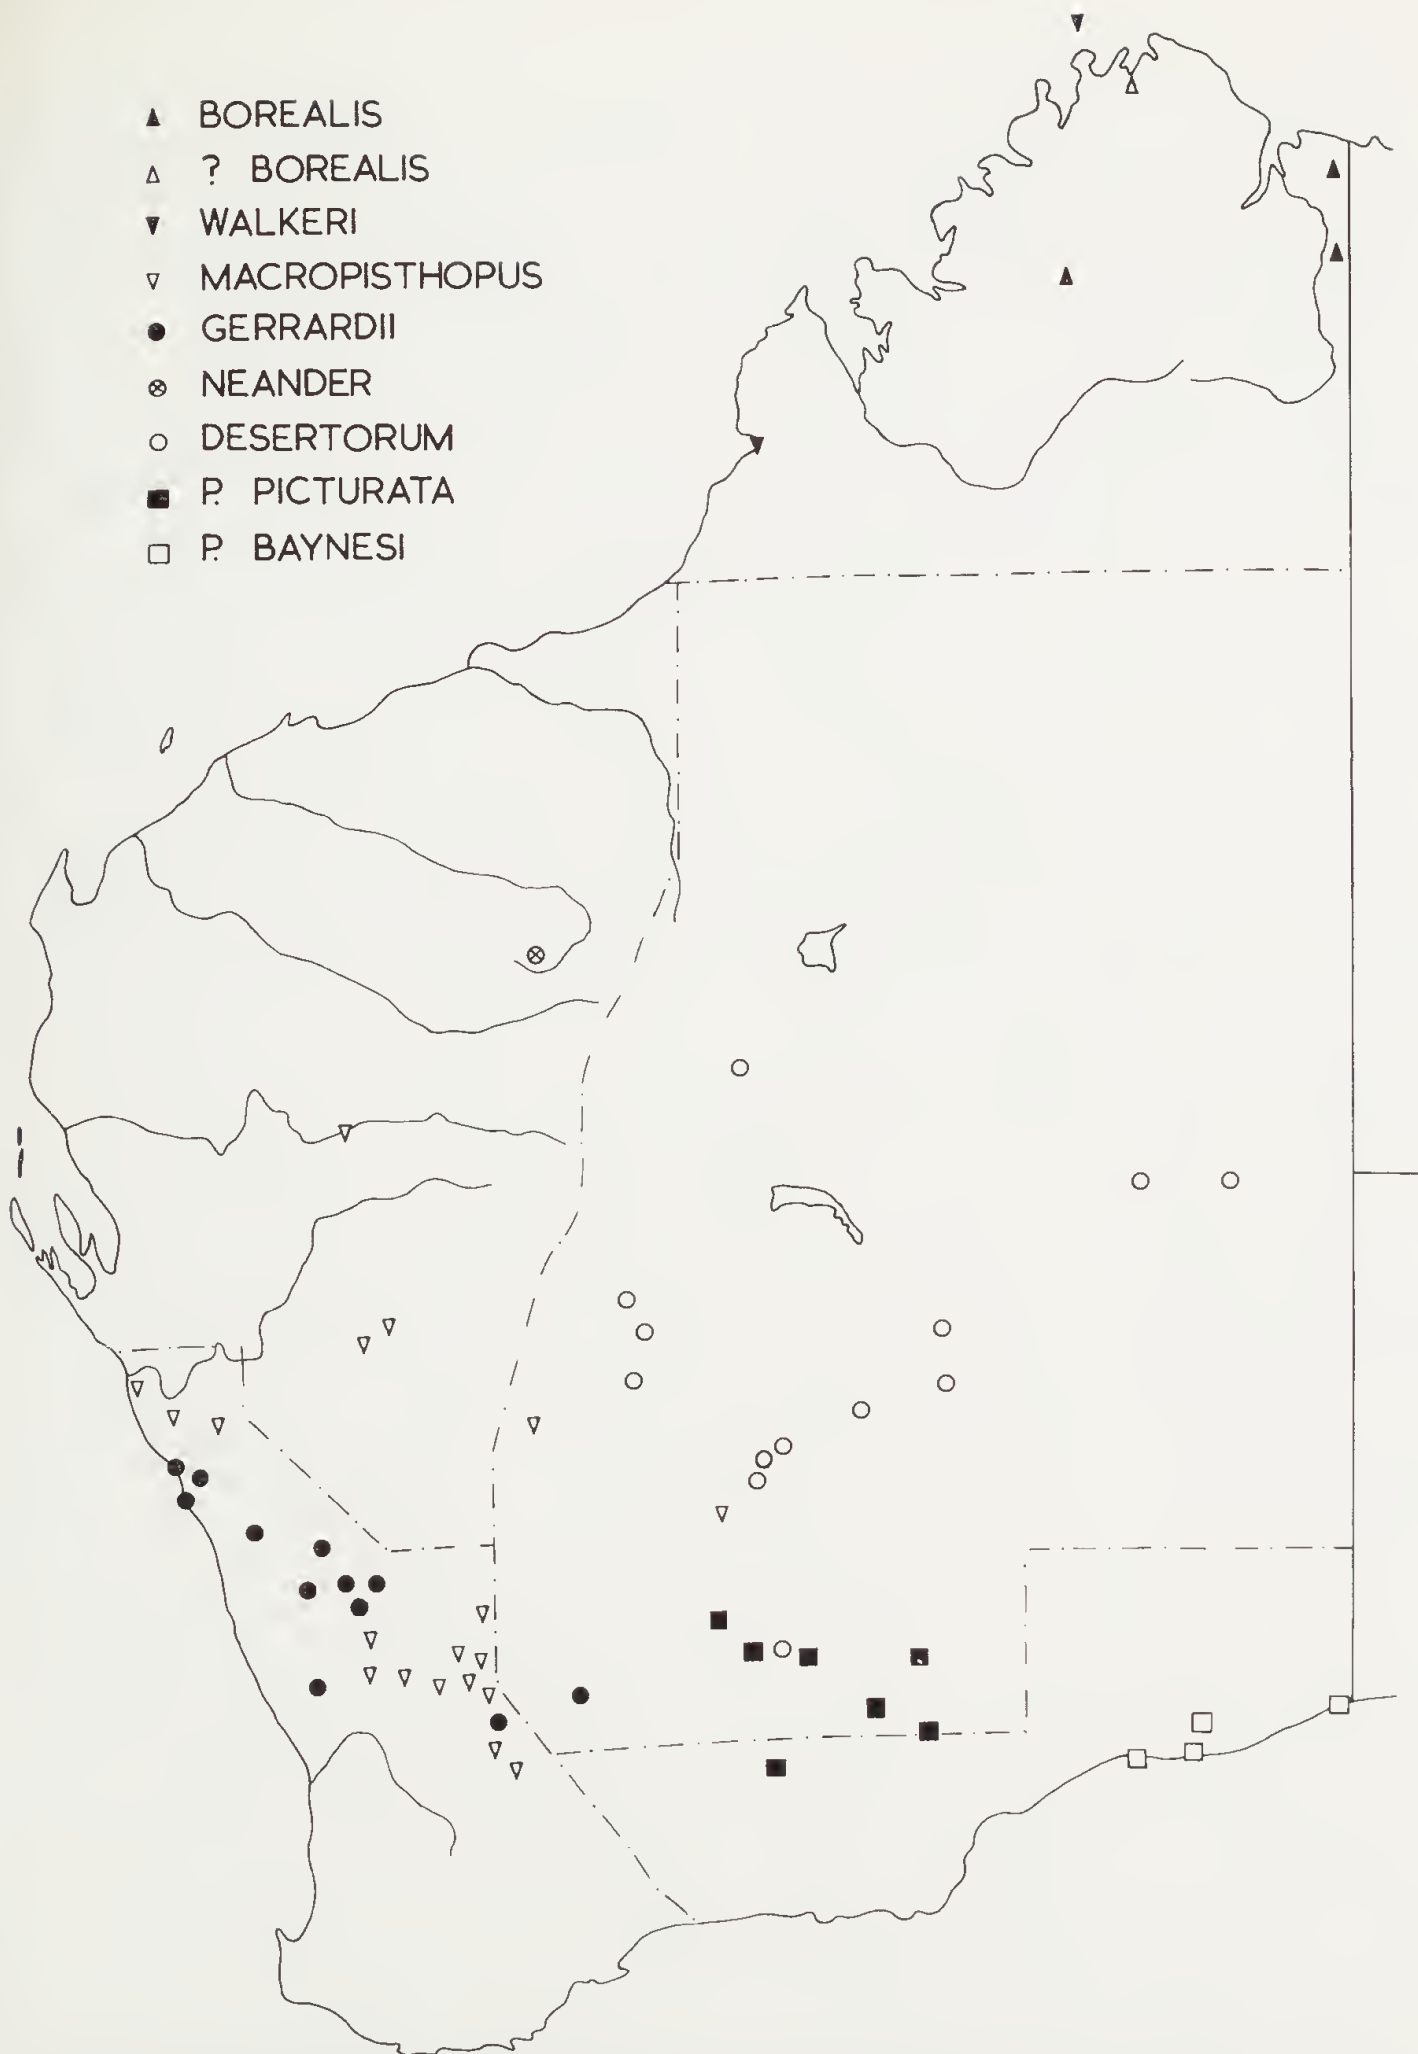 BOREALIS
? BOREALIS
WALKERI
MACROPISTHOPUS
GERRARDII
NEANDER
DESERTORUM
P. PICTURATA
P. BAYNESI